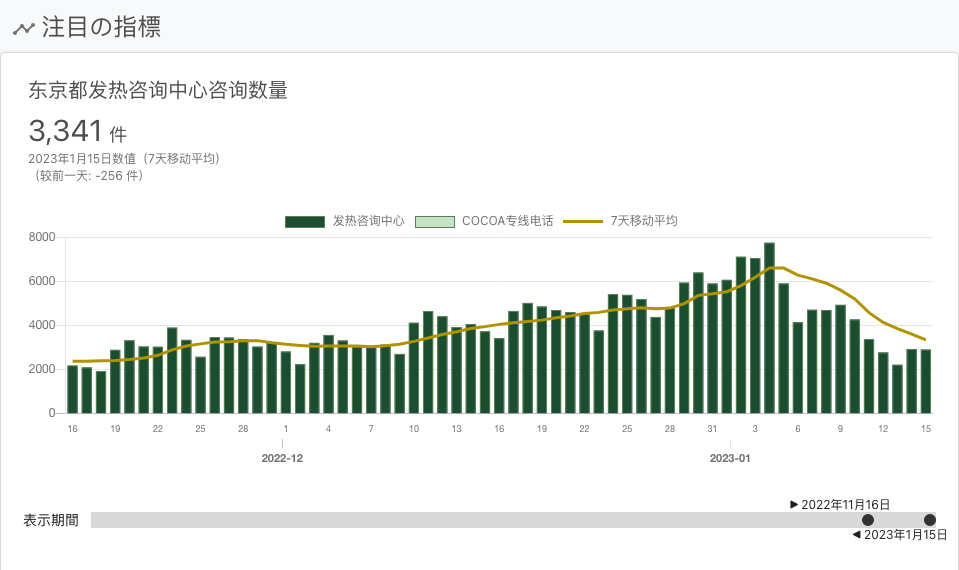 注目の指標
东京都发热咨询中心咨询数量
3,341 件
2023年1月15日数值（7天移动平均）
（较前一天: -256 件）
发热咨询中心 COCOA专线电话 7天移动平均
8000
6000
4000
2000
0
16 19 22 25 28 1 4 7 10 13 16 19 22 25 28 31 3 6 9 12 15
2022-12 2023-01
▶ 2022年11月16日
表示期間
◀ 2023年1月15日